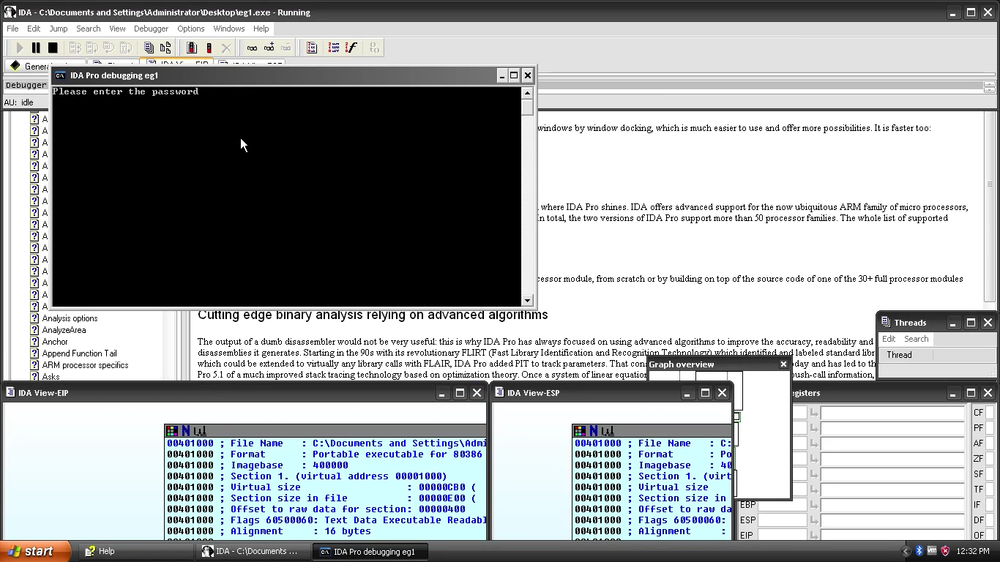 IDA - C:\Documents and Settings\Administrator\Desktop\eg1.exe - Running
File Edit Jump Search View Debugger Options Windows Help
IDA View-EIP
Debugger
AU: idle
IDA Pro debugging eg1
Please enter the password
windows by window docking, which is much easier to use and offer more possibilities. It is faster too:
where IDA Pro shines. IDA offers advanced support for the now ubiquitous ARM family of micro processors,
In total, the two versions of IDA Pro support more than 50 processor families. The whole list of supported
cessor module, from scratch or by building on top of the source code of one of the 30+ full processor modules
Analysis options
AnalyzeArea
Anchor
Append Function Tail
ARM processor specifics
Asks
Cutting edge binary analysis relying on advanced algorithms
The output of a dumb disassembler would not be very useful: this is why IDA Pro has always focused on using advanced algorithms to improve the accuracy, readability and
disassemblies it generates. Starting in the 90s with its revolutionary FLIRT (Fast Library Identification and Recognition Technology) which identified and labeled standard libr
which could be extended to virtually any library calls with FLAIR, IDA Pro added PIT to track parameters. That cons
day and has led to th
Pro 5.1 of a much improved stack tracing technology based on optimization theory. Once a system of linear equation
ush-call information,
Threads
Edit Search
Thread
Graph overview
IDA View-EIP
00401000 ; File Name : C:\Documents and Settings\Admi
00401000 ; Format : Portable executable for 80386
00401000 ; Imagebase : 400000
00401000 ; Section 1. (virtual address 00001000)
00401000 ; Virtual size : 00000CB0 (
00401000 ; Section size in file : 00000E00 (
00401000 ; Offset to raw data for section: 00000400
00401000 ; Flags 60500060: Text Data Executable Readabl
00401000 ; Alignment : 16 bytes
IDA View-ESP
00401000 ; File Name : C:
00401000 ; Format : Po
00401000 ; Imagebase : 40
00401000 ; Section 1. (virt
00401000 ; Virtual size
00401000 ; Section size in
00401000 ; Offset to raw da
00401000 ; Flags 60500060:
00401000 ; Alignment :
egisters
EBP
ESP
EIP
CF
PF
AF
ZF
SF
TF
IF
DF
OF
start
Help
IDA - C:\Documents ...
IDA Pro debugging eg1
12:32 PM